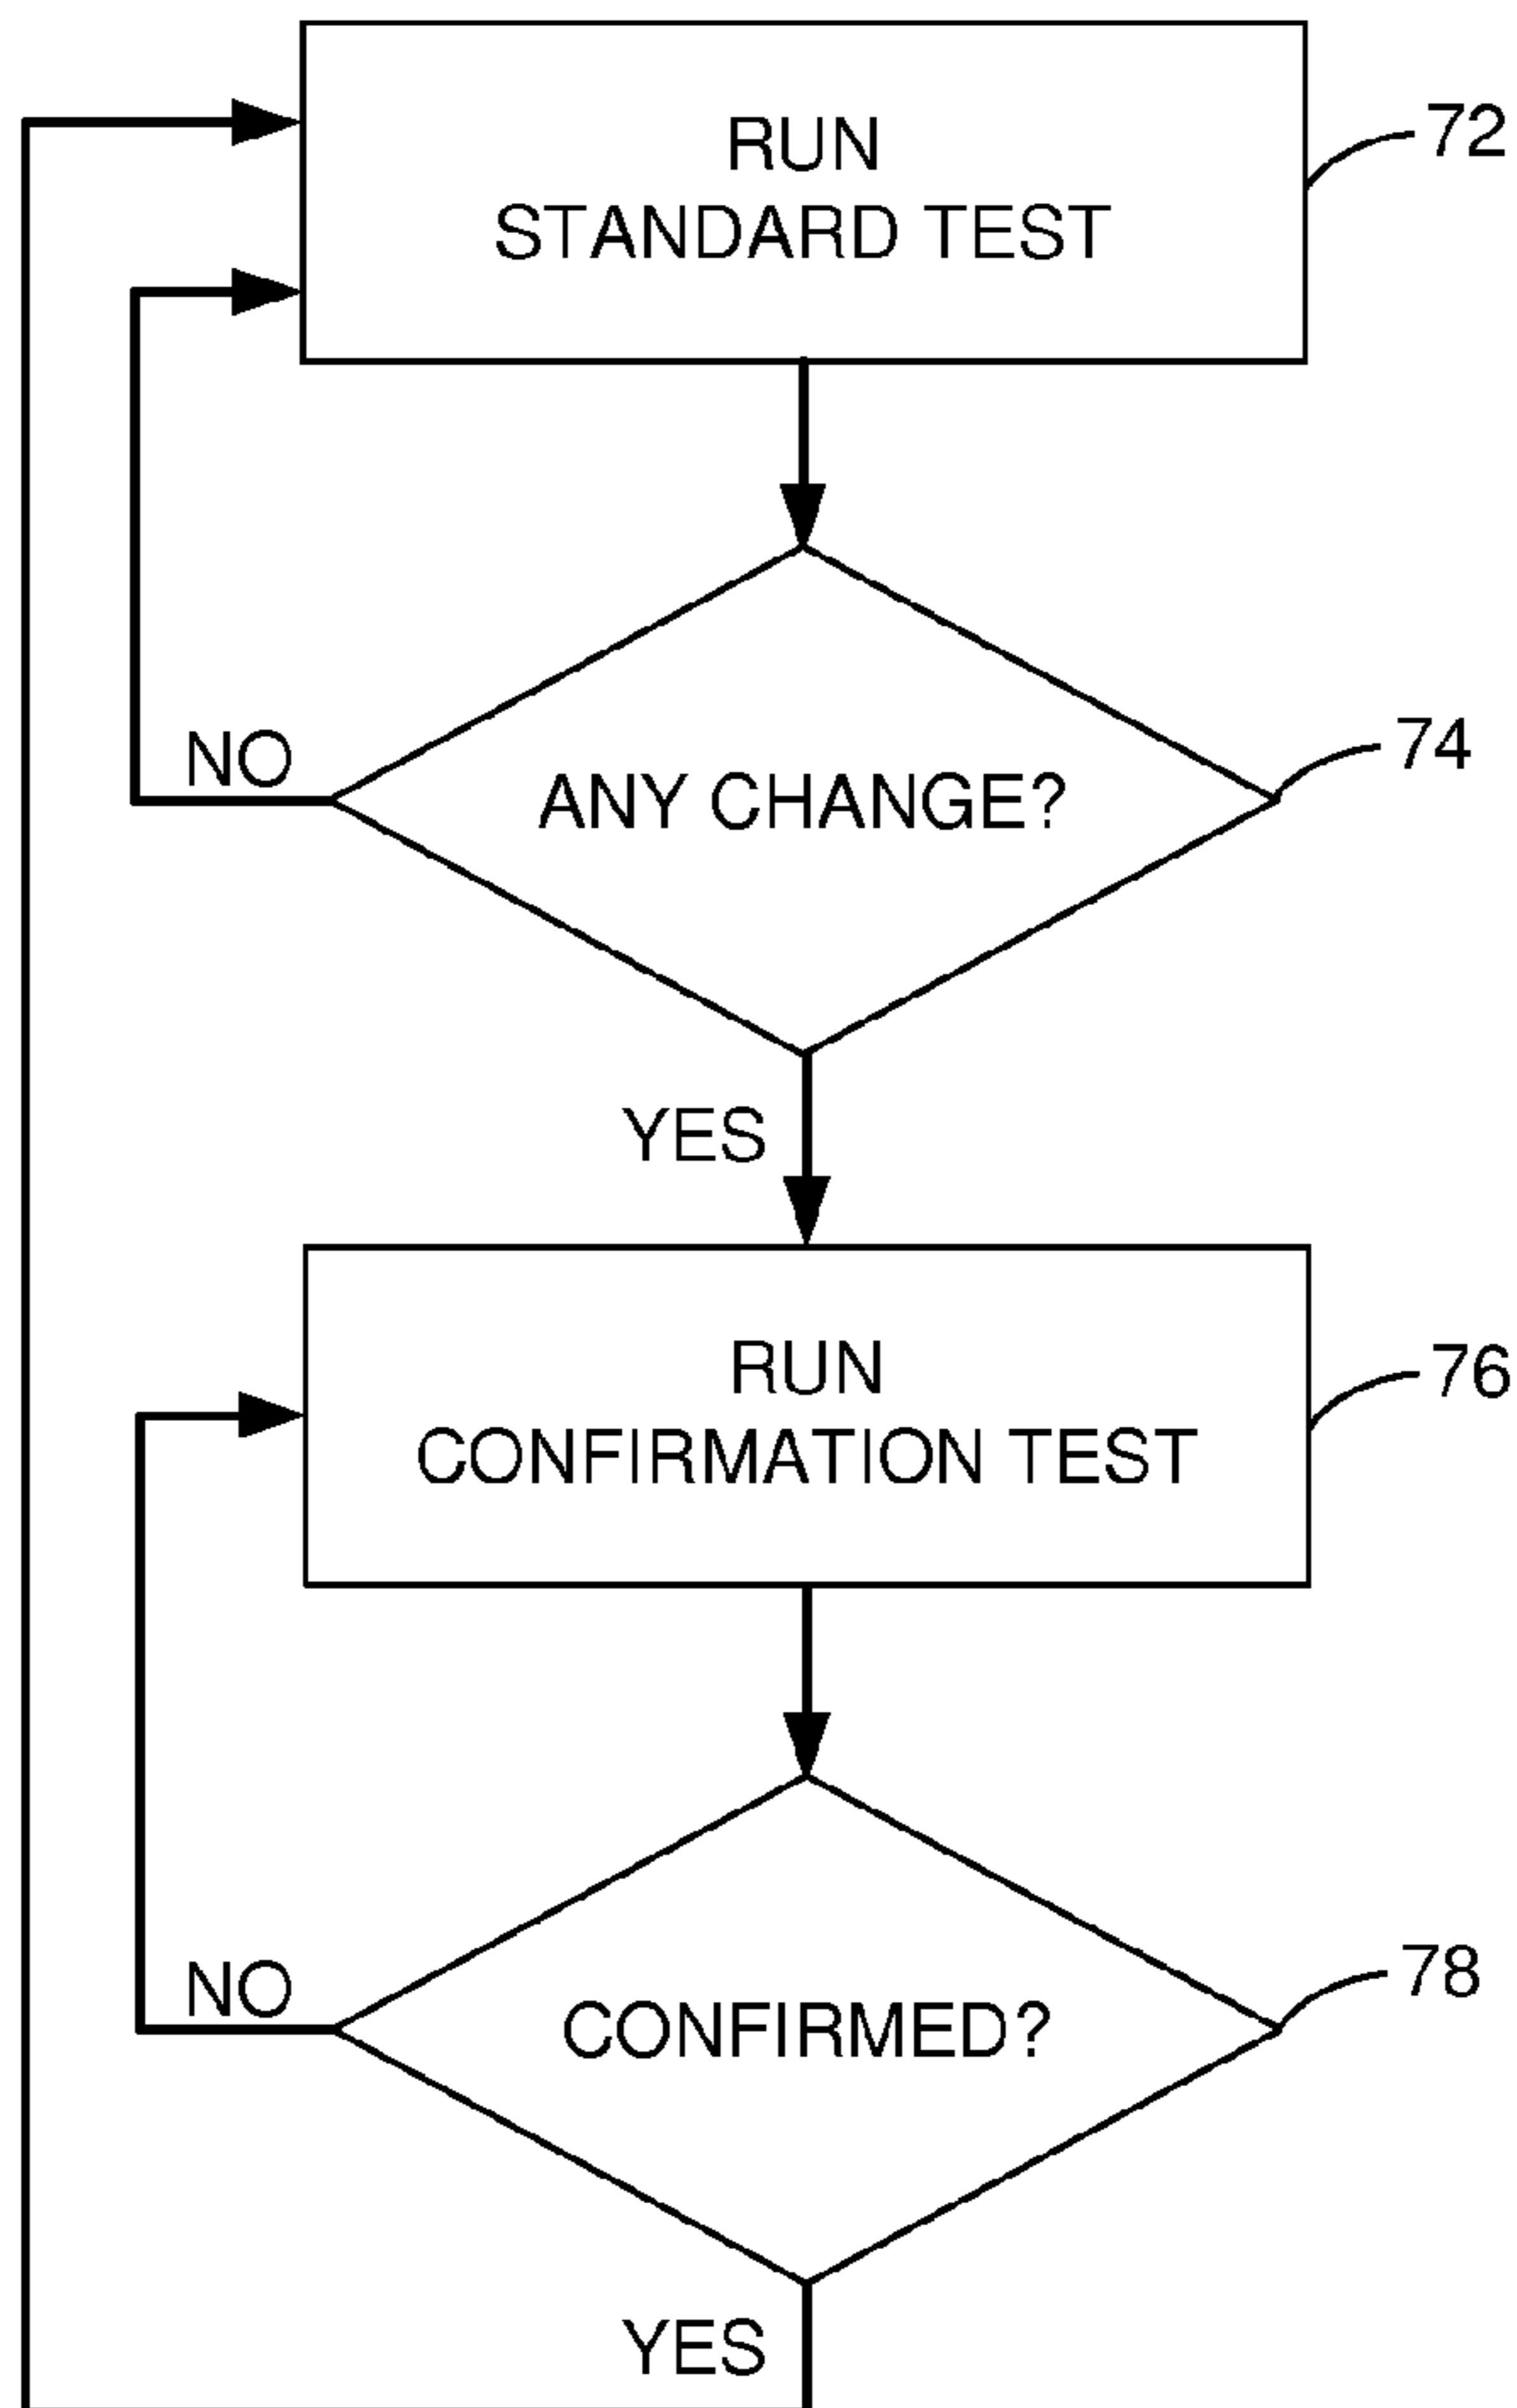 RUN
STANDARD TEST
72
NO
ANY CHANGE?
74
YES
RUN
CONFIRMATION TEST
76
NO
CONFIRMED?
78
YES